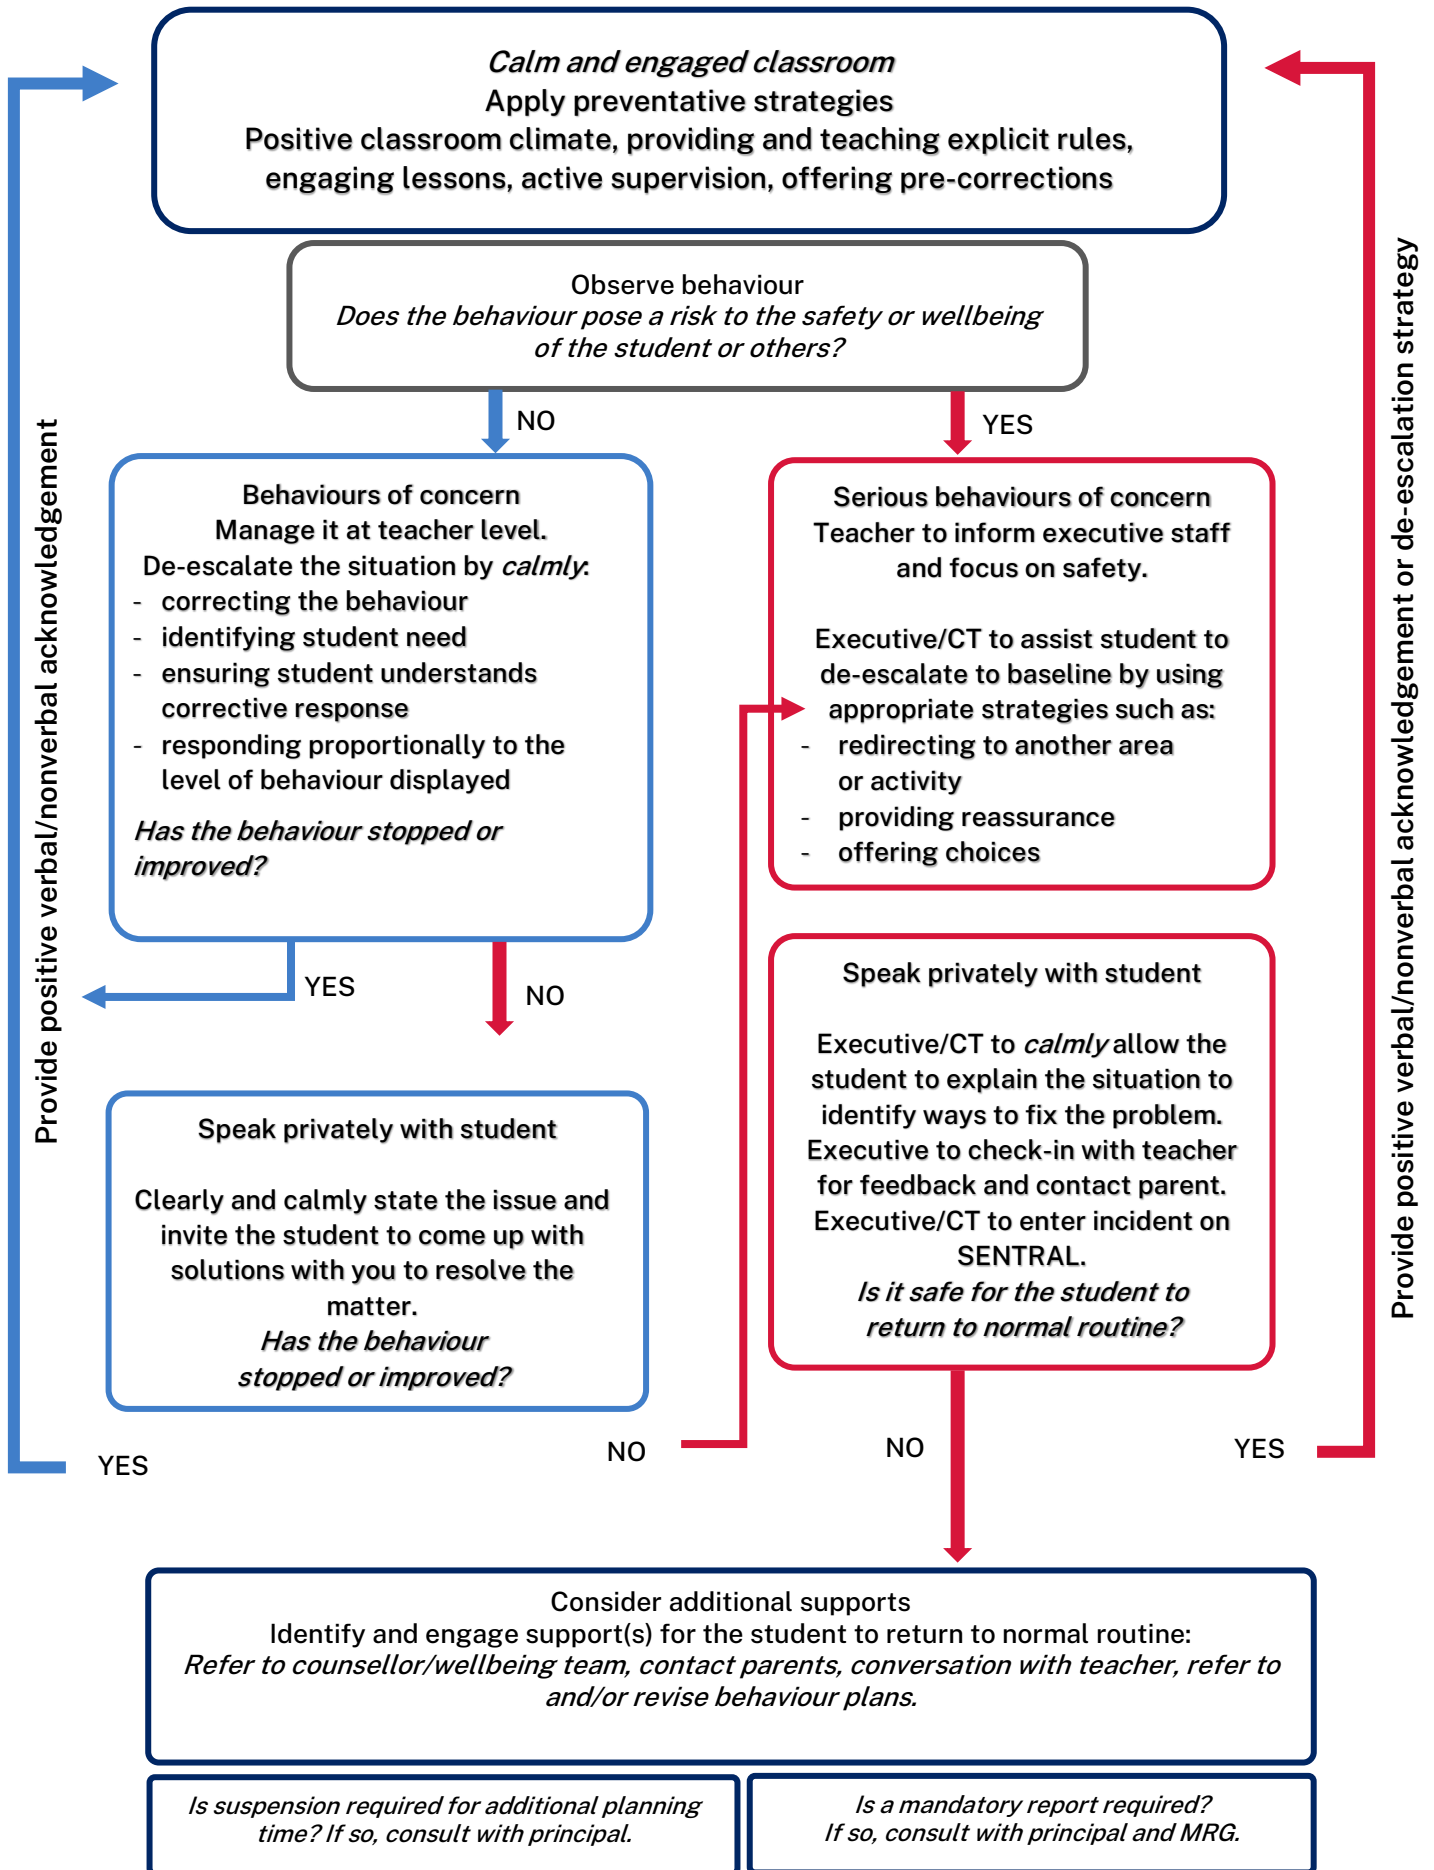 Calm and engaged classroom
Apply preventative strategies
Positive classroom climate, providing and teaching explicit rules,
engaging lessons, active supervision, offering pre-corrections
Observe behaviour
Does the behaviour pose a risk to the safety or wellbeing
of the student or others?
NO
YES
Behaviours of concern
Manage it at teacher level.
De-escalate the situation by calmly:
- correcting the behaviour
- identifying student need
- ensuring student understands
corrective response
- responding proportionally to the
level of behaviour displayed
Has the behaviour stopped or
improved?
Serious behaviours of concern
Teacher to inform executive staff
and focus on safety.
Executive/CT to assist student to
de-escalate to baseline by using
appropriate strategies such as:
- redirecting to another area
or activity
- providing reassurance
- offering choices
YES
NO
Speak privately with student
Clearly and calmly state the issue and
invite the student to come up with
solutions with you to resolve the
matter.
Has the behaviour
stopped or improved?
Speak privately with student
Executive/CT to calmly allow the
student to explain the situation to
identify ways to fix the problem.
Executive to check-in with teacher
for feedback and contact parent.
Executive/CT to enter incident on
SENTRAL.
Is it safe for the student to
return to normal routine?
YES
NO
NO
YES
Provide positive verbal/nonverbal acknowledgement
Provide positive verbal/nonverbal acknowledgement or de-escalation strategy
Consider additional supports
Identify and engage support(s) for the student to return to normal routine:
Refer to counsellor/wellbeing team, contact parents, conversation with teacher, refer to
and/or revise behaviour plans.
Is suspension required for additional planning
time? If so, consult with principal.
Is a mandatory report required?
If so, consult with principal and MRG.